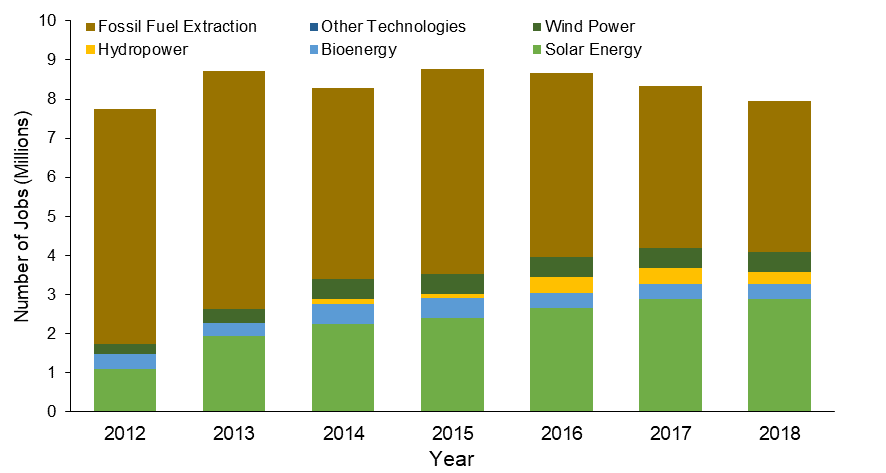 10
Fossil Fuel Extraction Other Technologies Wind Power
Hydropower Bioenergy Solar Energy
9
8
7
6
5
4
3
2
1
0
Number of Jobs (Millions)
2012 2013 2014 2015 2016 2017 2018
Year